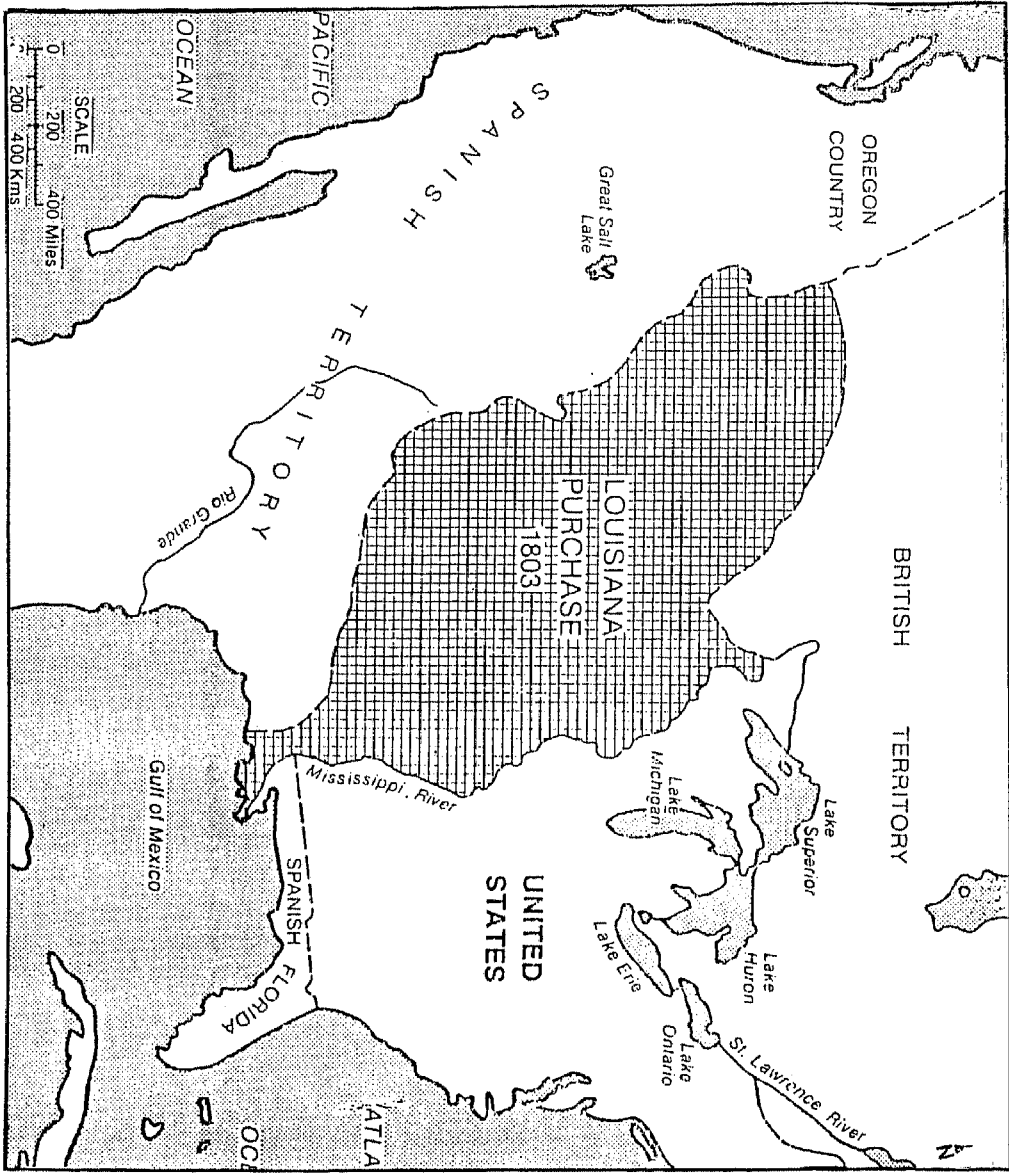 OREGON
COUNTRY
BRITISH TERRITORY
N
Great Salt
Lake
Lake
Superior
Lake
Huron
Lake
Michigan
Lake
Ontario
Lake Erie
St. Lawrence River
SPANISH TERRITORY
LOUISIANA
PURCHASE
1803
UNITED
STATES
Mississippi River
Rio Grande
SPANISH FLORIDA
Gulf of Mexico
PACIFIC
OCEAN
ATLA
OCE
SCALE
0 200 400 Miles
200 400 Kms